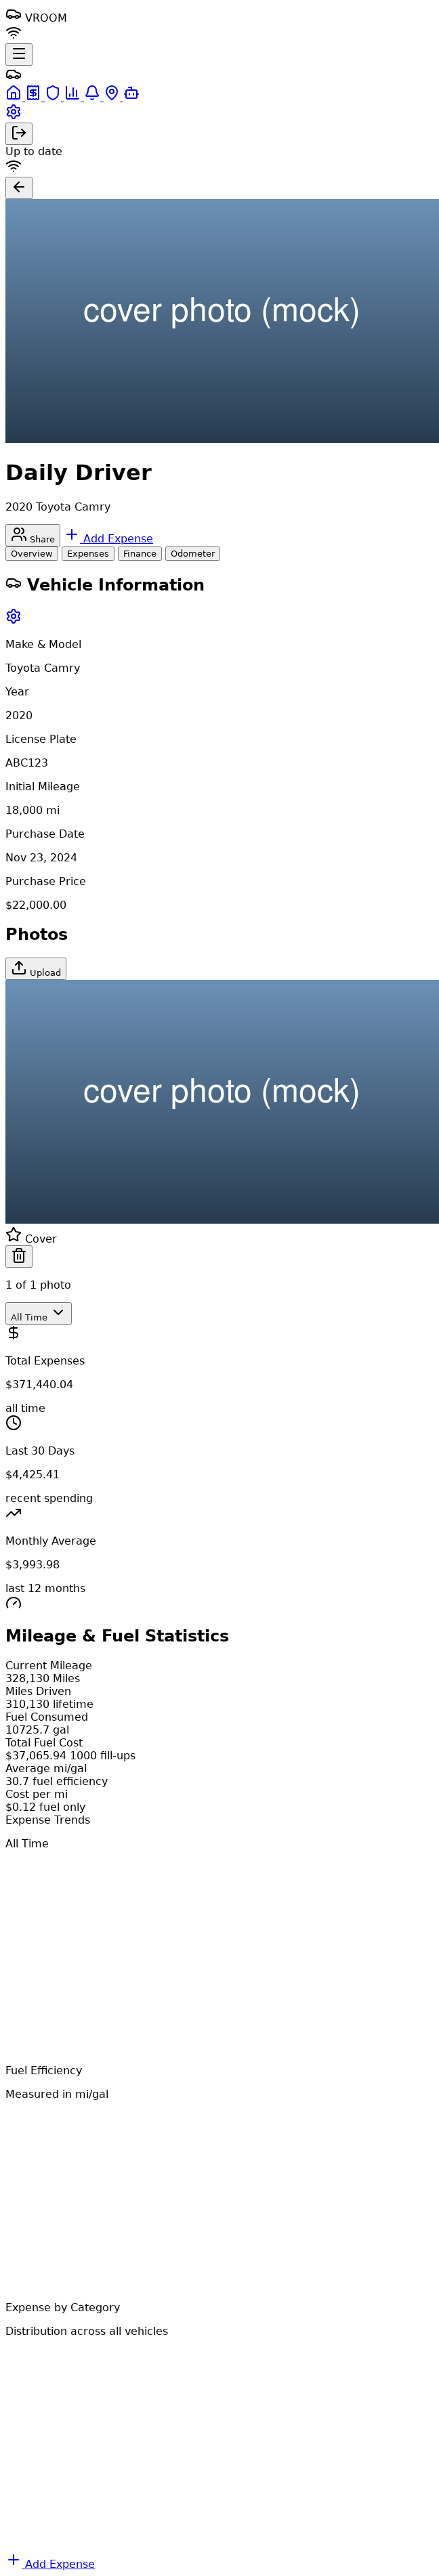 VROOM
Up to date
cover photo (mock)
Daily Driver
2020 Toyota Camry
Share Add Expense
Overview Expenses Finance Odometer
Vehicle Information
Make & Model
Toyota Camry
Year
2020
License Plate
ABC123
Initial Mileage
18,000 mi
Purchase Date
Nov 23, 2024
Purchase Price
$22,000.00
Photos
Upload
cover photo (mock)
Cover
1 of 1 photo
All Time
Total Expenses
$371,440.04
all time
Last 30 Days
$4,425.41
recent spending
Monthly Average
$3,993.98
last 12 months
Mileage & Fuel Statistics
Current Mileage
328,130 Miles
Miles Driven
310,130 lifetime
Fuel Consumed
10725.7 gal
Total Fuel Cost
$37,065.94 1000 fill-ups
Average mi/gal
30.7 fuel efficiency
Cost per mi
$0.12 fuel only
Expense Trends
All Time
Fuel Efficiency
Measured in mi/gal
Expense by Category
Distribution across all vehicles
Add Expense